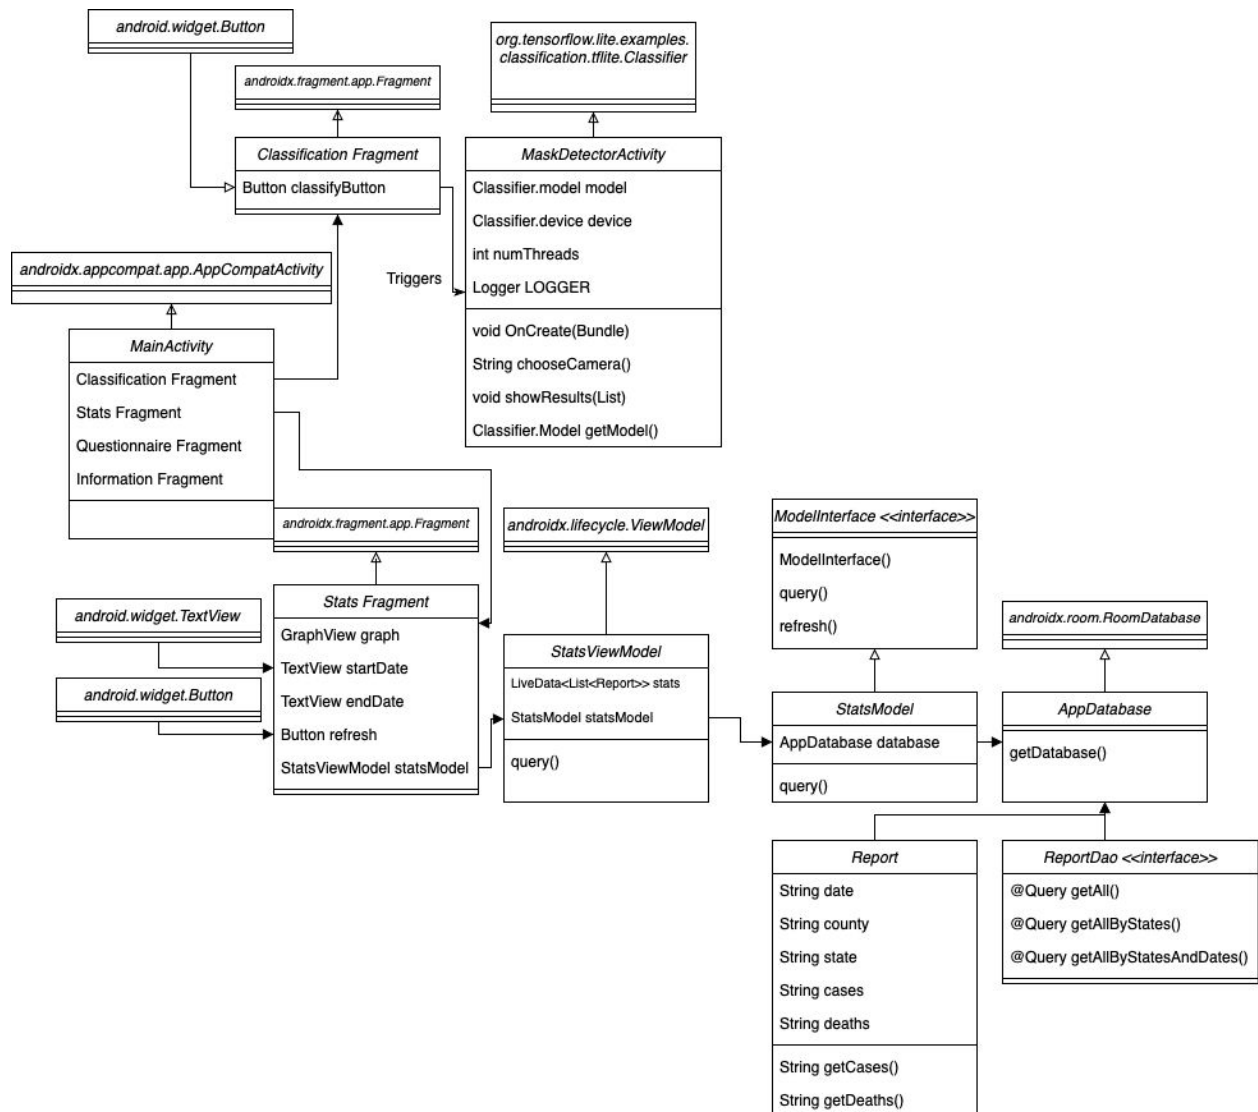 android.widget.Button
androidx.fragment.app.Fragment
Classification Fragment
Button classifyButton
org.tensorflow.lite.examples.
classification.tflite.Classifier
MaskDetectorActivity
Classifier.model model
Classifier.device device
int numThreads
Logger LOGGER
void OnCreate(Bundle)
String chooseCamera()
void showResults(List)
Classifier.Model getModel()
Triggers
androidx.appcompat.app.AppCompatActivity
MainActivity
Classification Fragment
Stats Fragment
Questionnaire Fragment
Information Fragment
androidx.fragment.app.Fragment
Stats Fragment
GraphView graph
TextView startDate
TextView endDate
Button refresh
StatsViewModel statsModel
android.widget.TextView
android.widget.Button
androidx.lifecycle.ViewModel
StatsViewModel
LiveData<List<Report>> stats
StatsModel statsModel
query()
ModelInterface <<interface>>
ModelInterface()
query()
refresh()
StatsModel
AppDatabase database
query()
androidx.room.RoomDatabase
AppDatabase
getDatabase()
Report
String date
String county
String state
String cases
String deaths
String getCases()
String getDeaths()
ReportDao <<interface>>
@Query getAll()
@Query getAllByStates()
@Query getAllByStatesAndDates()